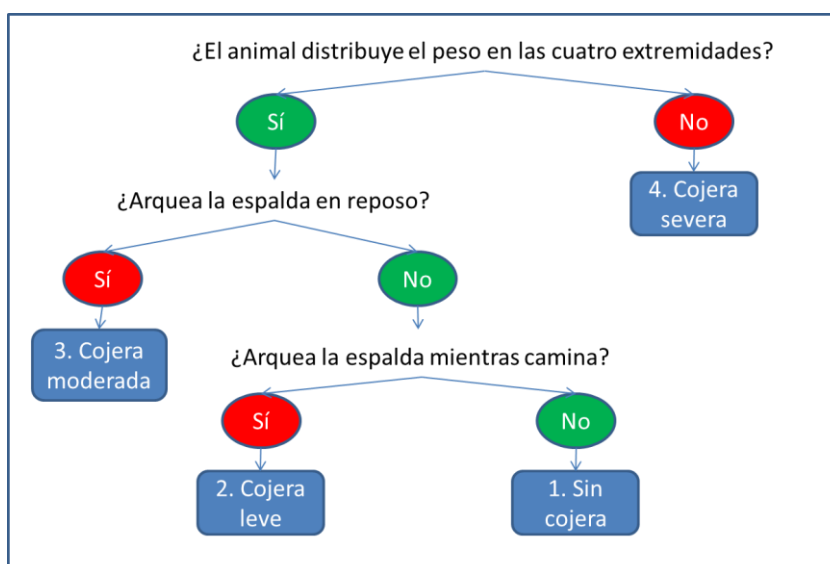 ¿El animal distribuye el peso en las cuatro extremidades?
Sí
No
4. Cojera
severa
¿Arquea la espalda en reposo?
Sí
No
3. Cojera
moderada
¿Arquea la espalda mientras camina?
Sí
No
2. Cojera
leve
1. Sin
cojera